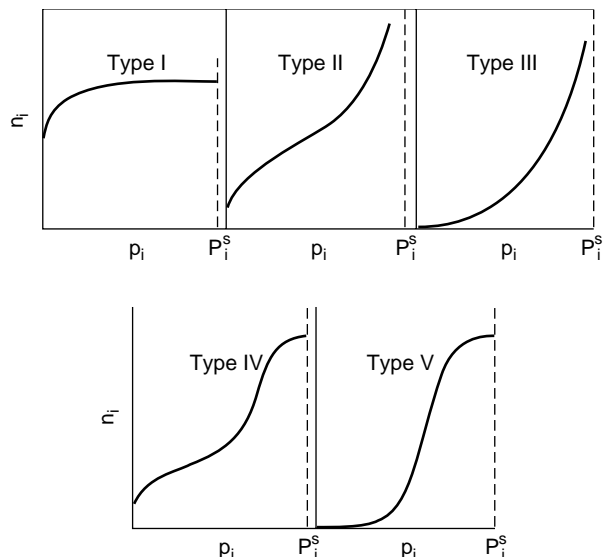 Type I Type II Type III
n_i
p_i P_i^s p_i P_i^s p_i P_i^s
Type IV Type V
n_i
p_i P_i^s p_i P_i^s